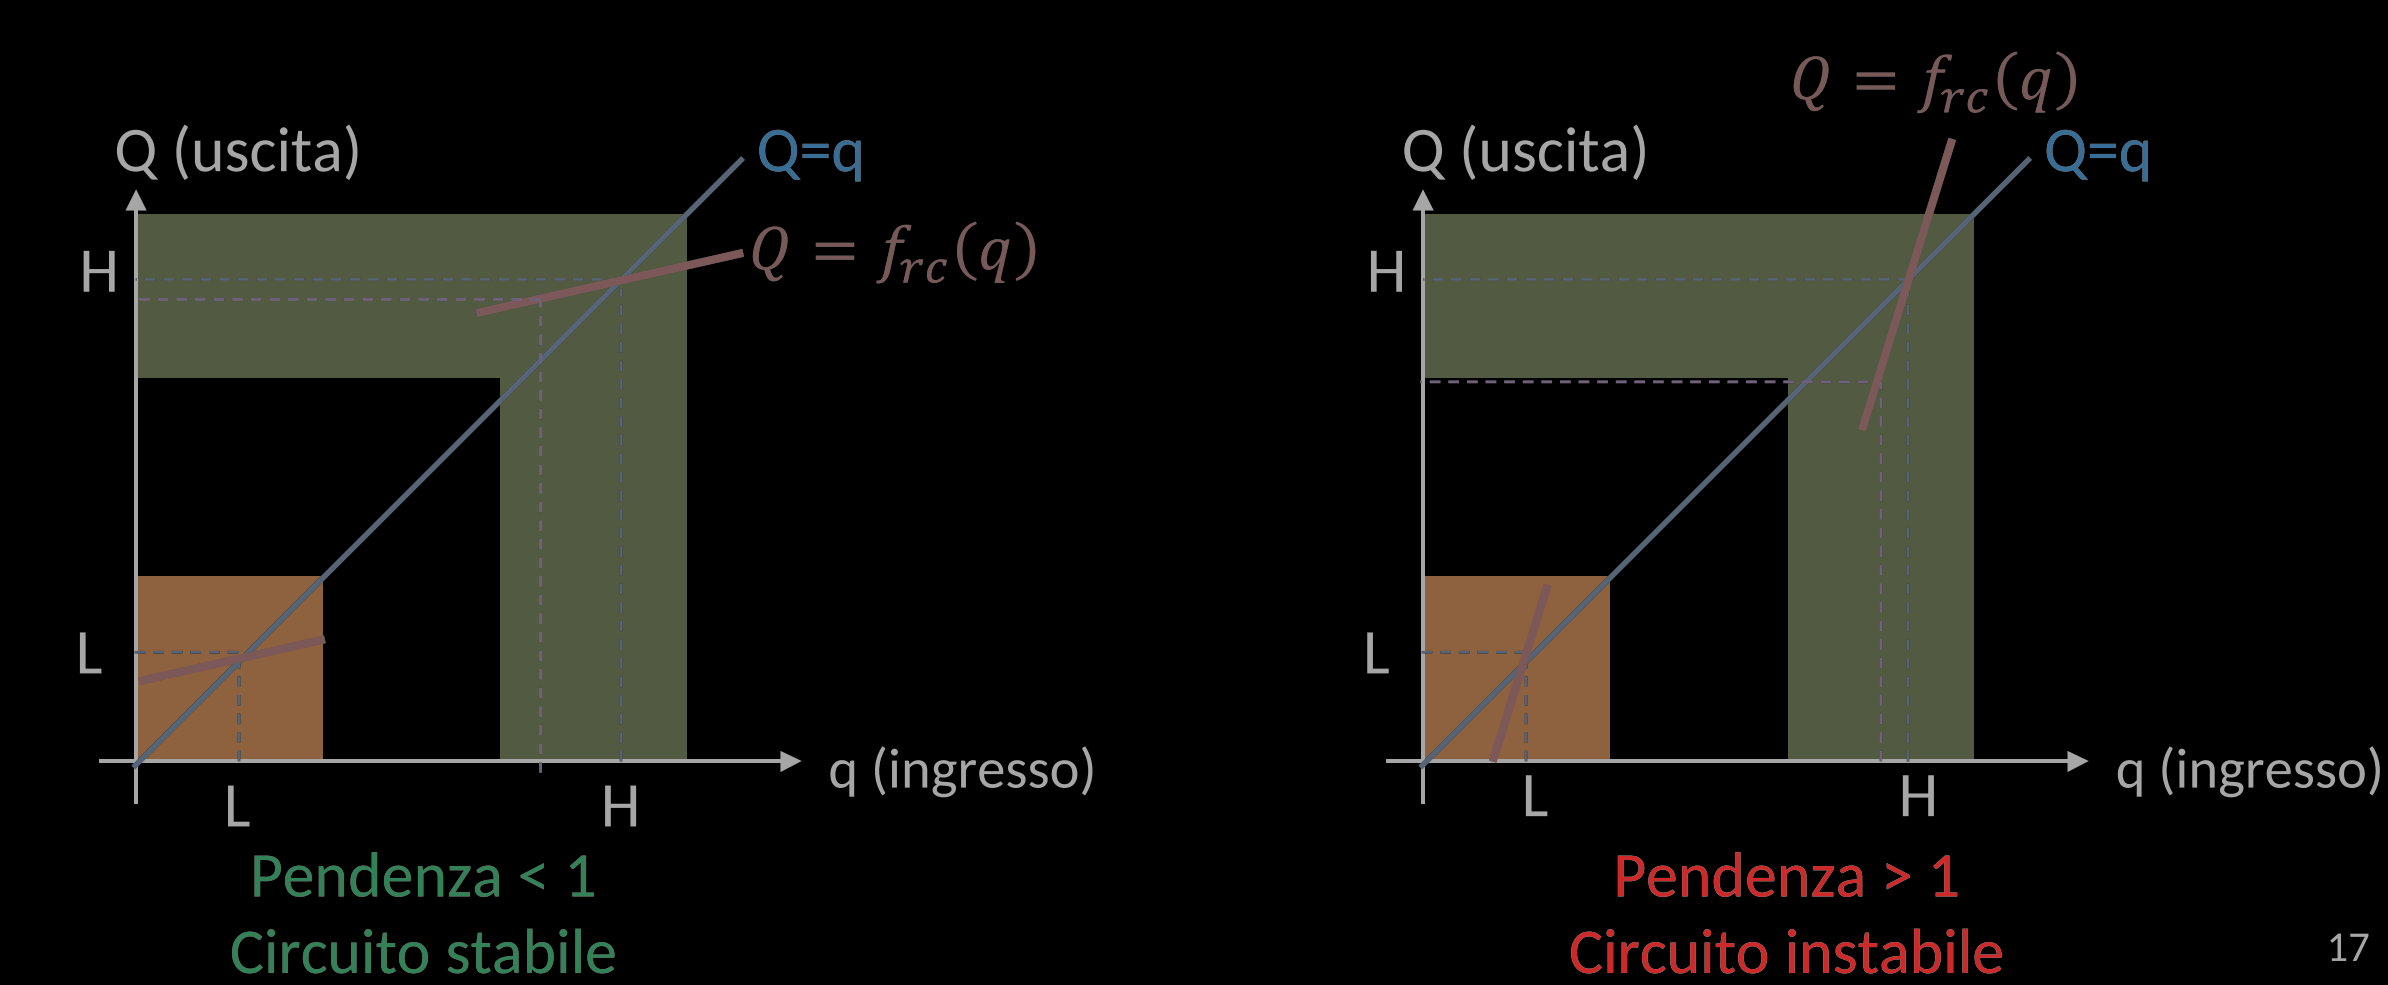 Q (uscita)
Q=q
Q = f_{rc}(q)
H
L
L
H
q (ingresso)
Pendenza < 1
Circuito stabile
Q = f_{rc}(q)
Q (uscita)
Q=q
H
L
L
H
q (ingresso)
Pendenza > 1
Circuito instabile
17